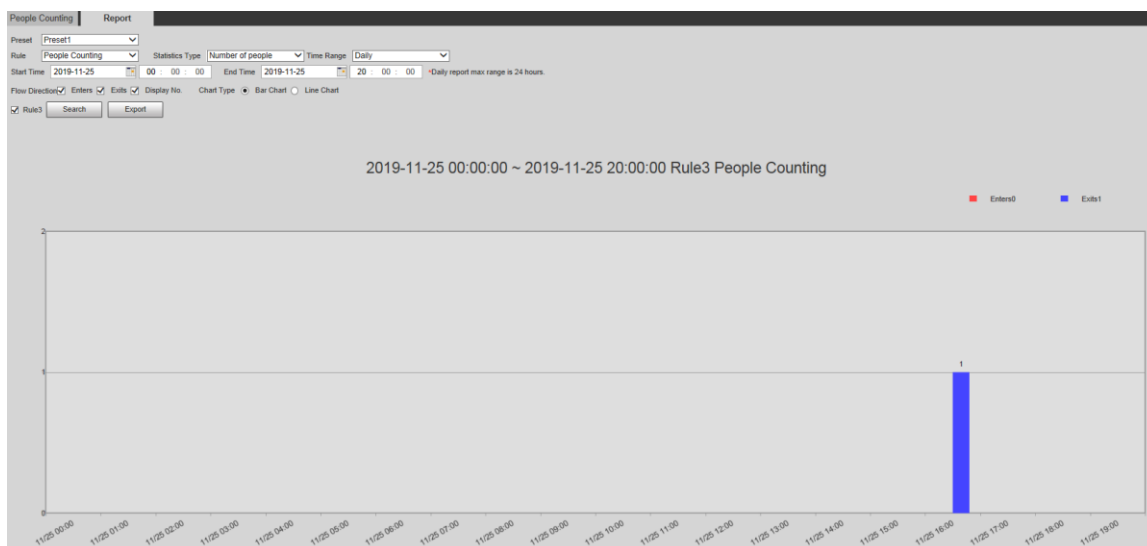 People Counting Report
Preset Preset1
Rule People Counting Statistics Type Number of people Time Range Daily
Start Time 2019-11-25 00 : 00 : 00 End Time 2019-11-25 20 : 00 : 00 *Daily report max range is 24 hours.
Flow Direction Enters Exits Display No. Chart Type Bar Chart Line Chart
Rule3 Search Export
2019-11-25 00:00:00 ~ 2019-11-25 20:00:00 Rule3 People Counting
Enters0 Exits1
2
1
1
0
11/25 00:00 11/25 01:00 11/25 02:00 11/25 03:00 11/25 04:00 11/25 05:00 11/25 06:00 11/25 07:00 11/25 08:00 11/25 09:00 11/25 10:00 11/25 11:00 11/25 12:00 11/25 13:00 11/25 14:00 11/25 15:00 11/25 16:00 11/25 17:00 11/25 18:00 11/25 19:00